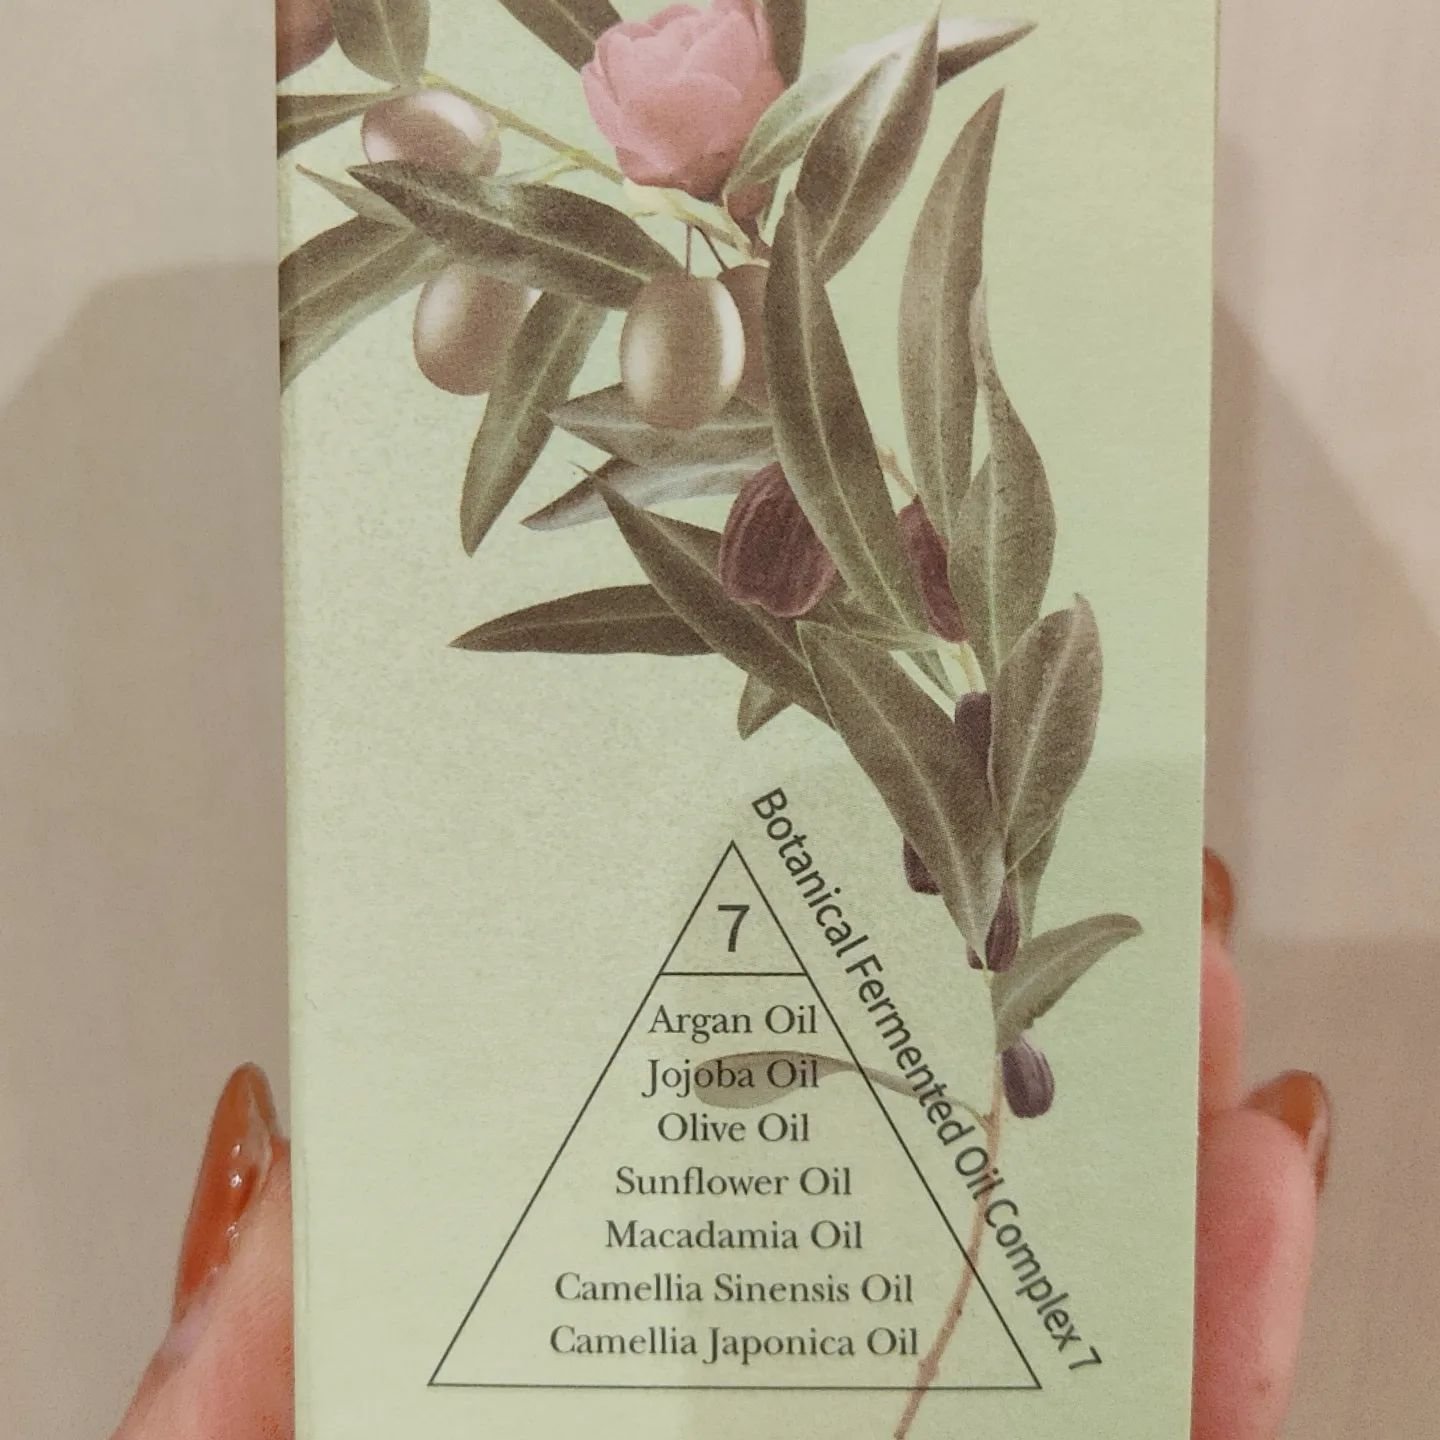 7
Argan Oil
Jojoba Oil
Olive Oil
Sunflower Oil
Macadamia Oil
Camellia Sinensis Oil
Camellia Japonica Oil
Botanical Fermented Oil Complex 7